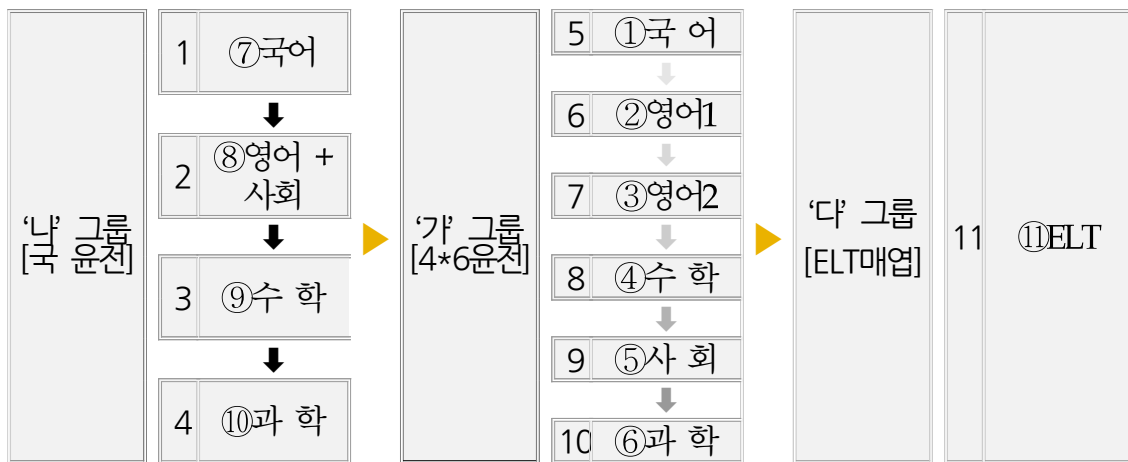 ‘나’ 그룹
[국 윤전]
1
⑦국어
2
⑧영어 +
사회
3
⑨수 학
4
⑩과 학
‘가’ 그룹
[4*6윤전]
5
①국 어
6
②영어1
7
③영어2
8
④수 학
9
⑤사 회
10
⑥과 학
‘다’ 그룹
[ELT매엽]
11
⑪ELT